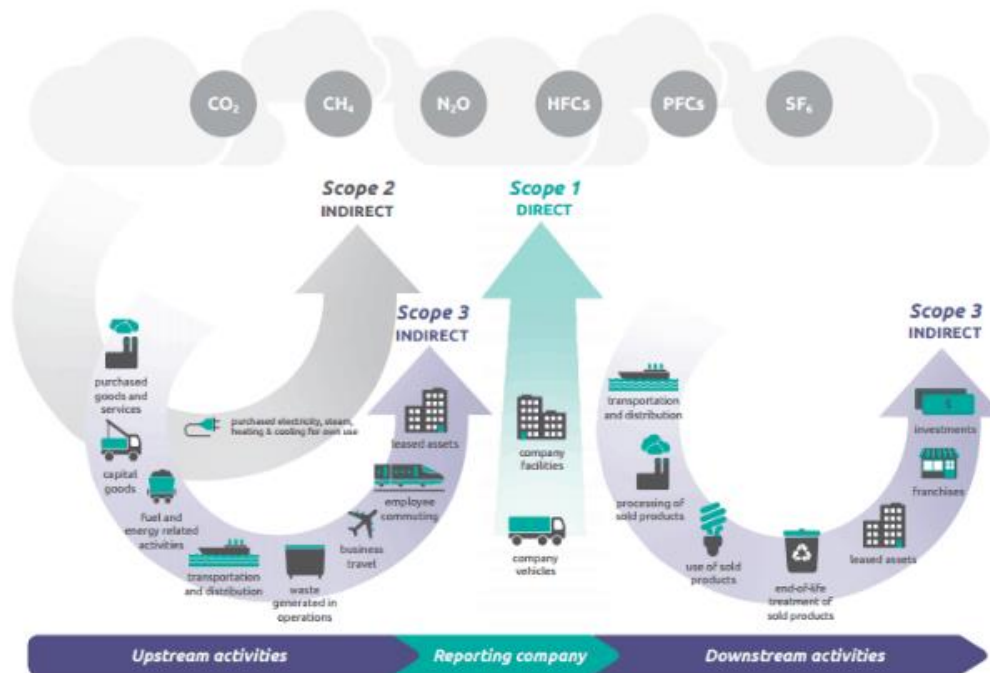 CO₂
CH₄
N₂O
HFCs
PFCs
SF₆
Scope 2
INDIRECT
Scope 1
DIRECT
Scope 3
INDIRECT
Scope 3
INDIRECT
purchased
goods and
services
capital
goods
fuel and
energy related
activities
transportation
and distribution
waste
generated in
operations
business
travel
employee
commuting
leased assets
purchased electricity, steam,
heating & cooling for own use
company
facilities
company
vehicles
transportation
and distribution
processing of
sold products
use of sold
products
end-of-life
treatment of
sold products
leased assets
franchises
investments
$
Upstream activities
Reporting company
Downstream activities